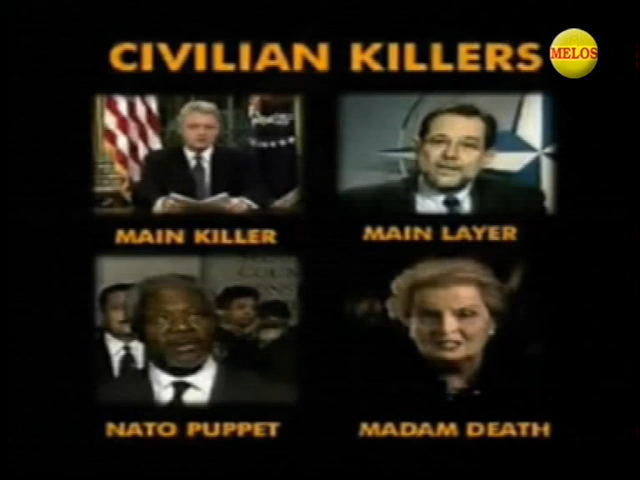 CIVILIAN KILLERS
MELOS
MAIN KILLER
MAIN LAYER
NATO PUPPET
MADAM DEATH